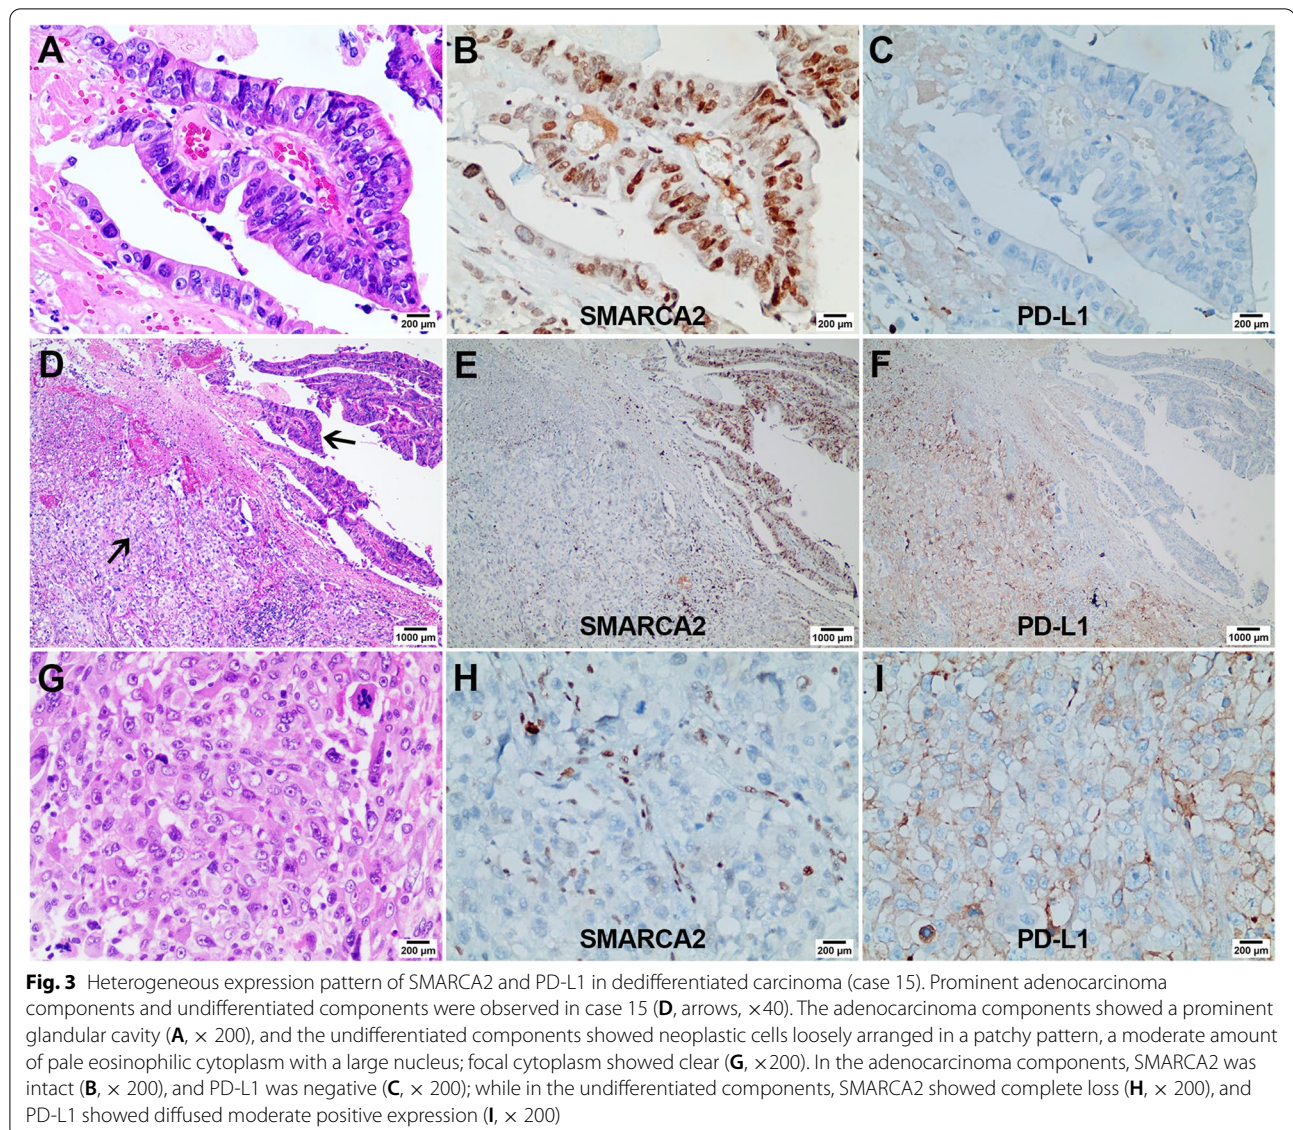 A
B
C
SMARCA2
PD-L1
200 µm
200 µm
200 µm
D
E
F
SMARCA2
PD-L1
1000 µm
1000 µm
1000 µm
G
H
I
SMARCA2
PD-L1
200 µm
200 µm
200 µm
Fig. 3 Heterogeneous expression pattern of SMARCA2 and PD-L1 in dedifferentiated carcinoma (case 15). Prominent adenocarcinoma
components and undifferentiated components were observed in case 15 (D, arrows, ×40). The adenocarcinoma components showed a prominent
glandular cavity (A, × 200), and the undifferentiated components showed neoplastic cells loosely arranged in a patchy pattern, a moderate amount
of pale eosinophilic cytoplasm with a large nucleus; focal cytoplasm showed clear (G, ×200). In the adenocarcinoma components, SMARCA2 was
intact (B, × 200), and PD-L1 was negative (C, × 200); while in the undifferentiated components, SMARCA2 showed complete loss (H, × 200), and
PD-L1 showed diffused moderate positive expression (I, × 200)